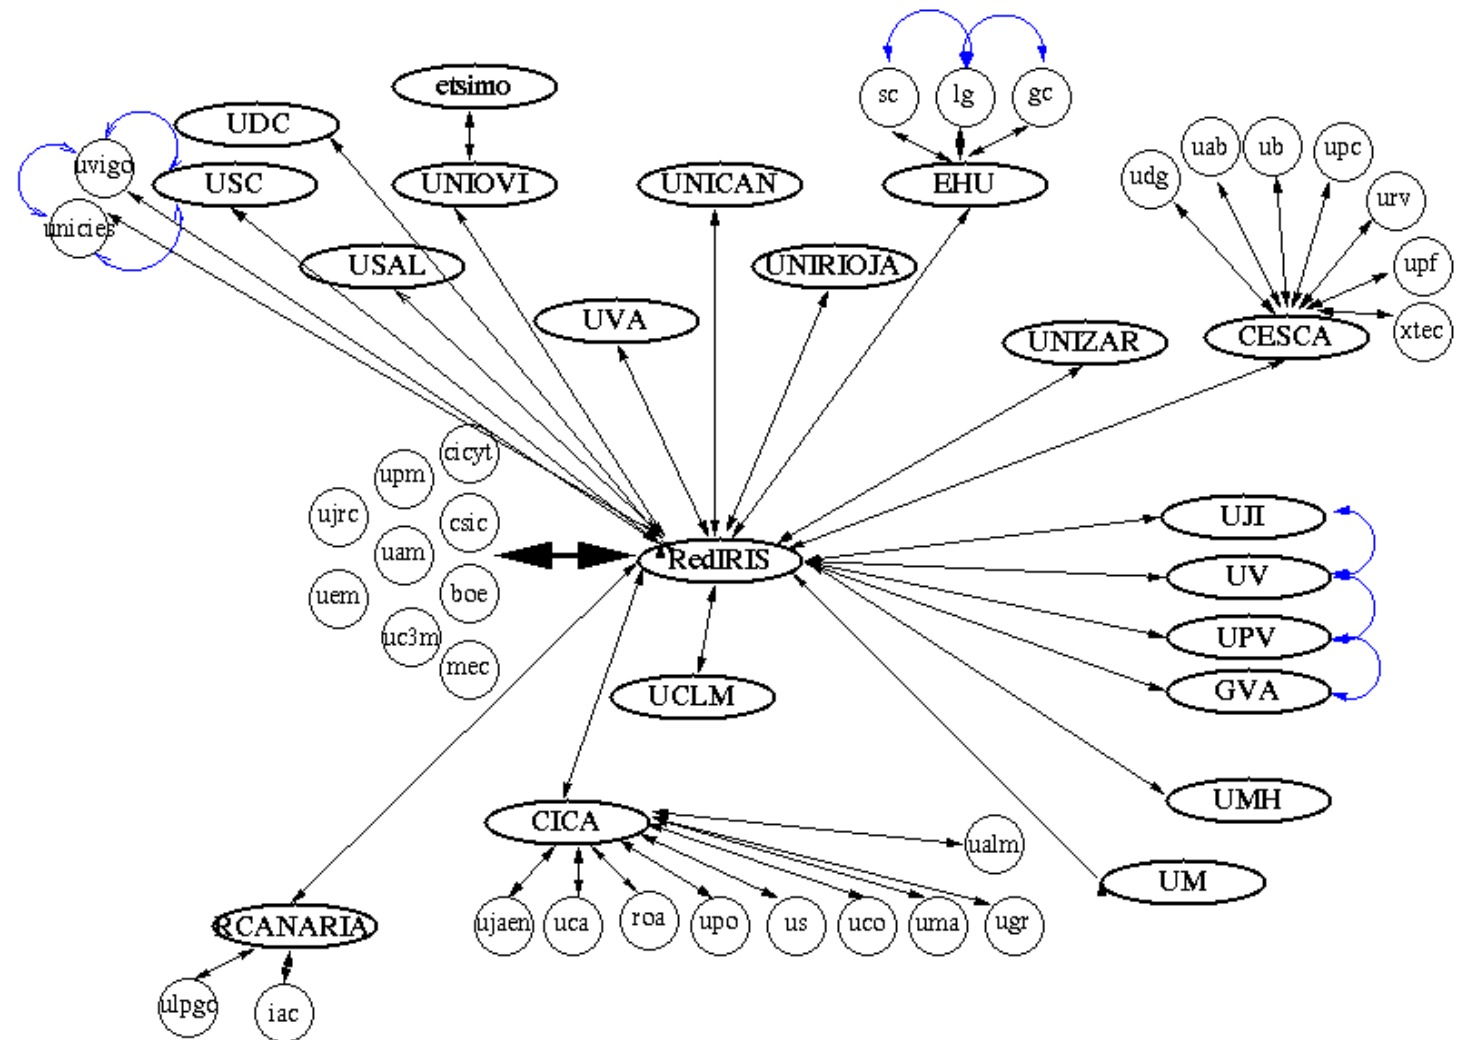 etsimo
sc
lg
gc
UDC
uvigo
USC
UNIOVI
UNICAN
EHU
udg
uab
ub
upc
urv
unicies
USAL
UNIRIOJA
upf
UVA
UNIZAR
CESCA
xtec
cicyt
upm
ujrc
csic
uam
RedIRIS
uem
boe
uc3m
mec
UCLM
UJI
UV
UPV
GVA
UMH
UM
CICA
ualm
ujaen
uca
roa
upo
us
uco
uma
ugr
RCANARIA
ulpgc
iac